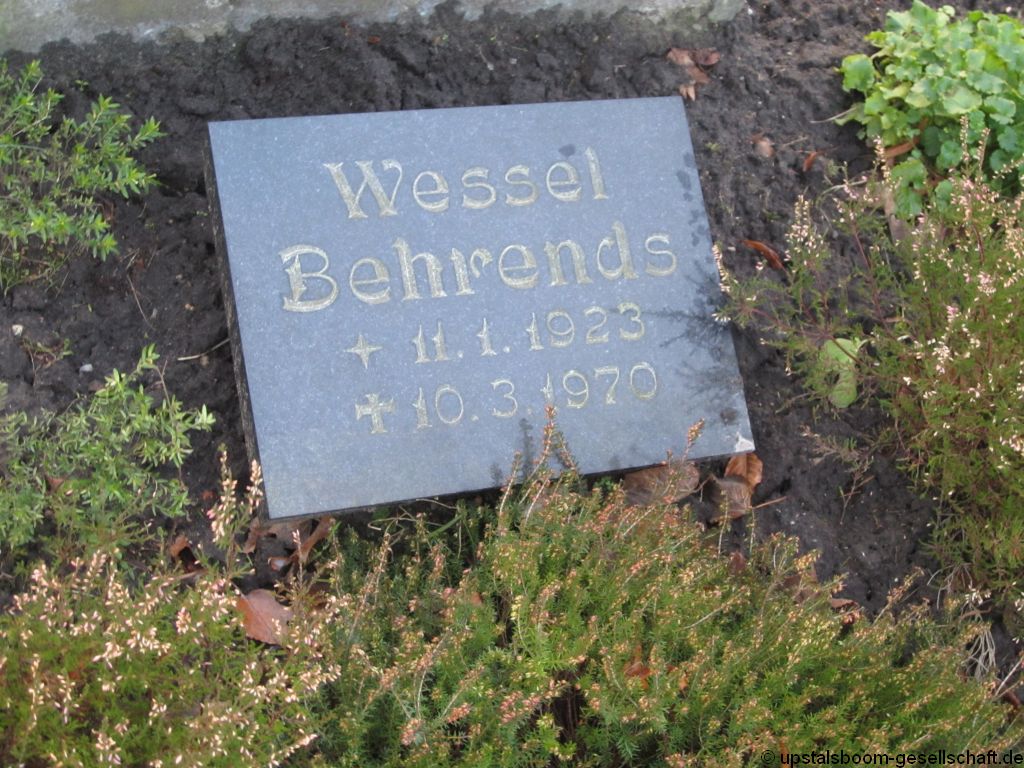 Wessel
Behrends
11.1.1923
10.3.1970
© upstalsboom-gesellschaft.de